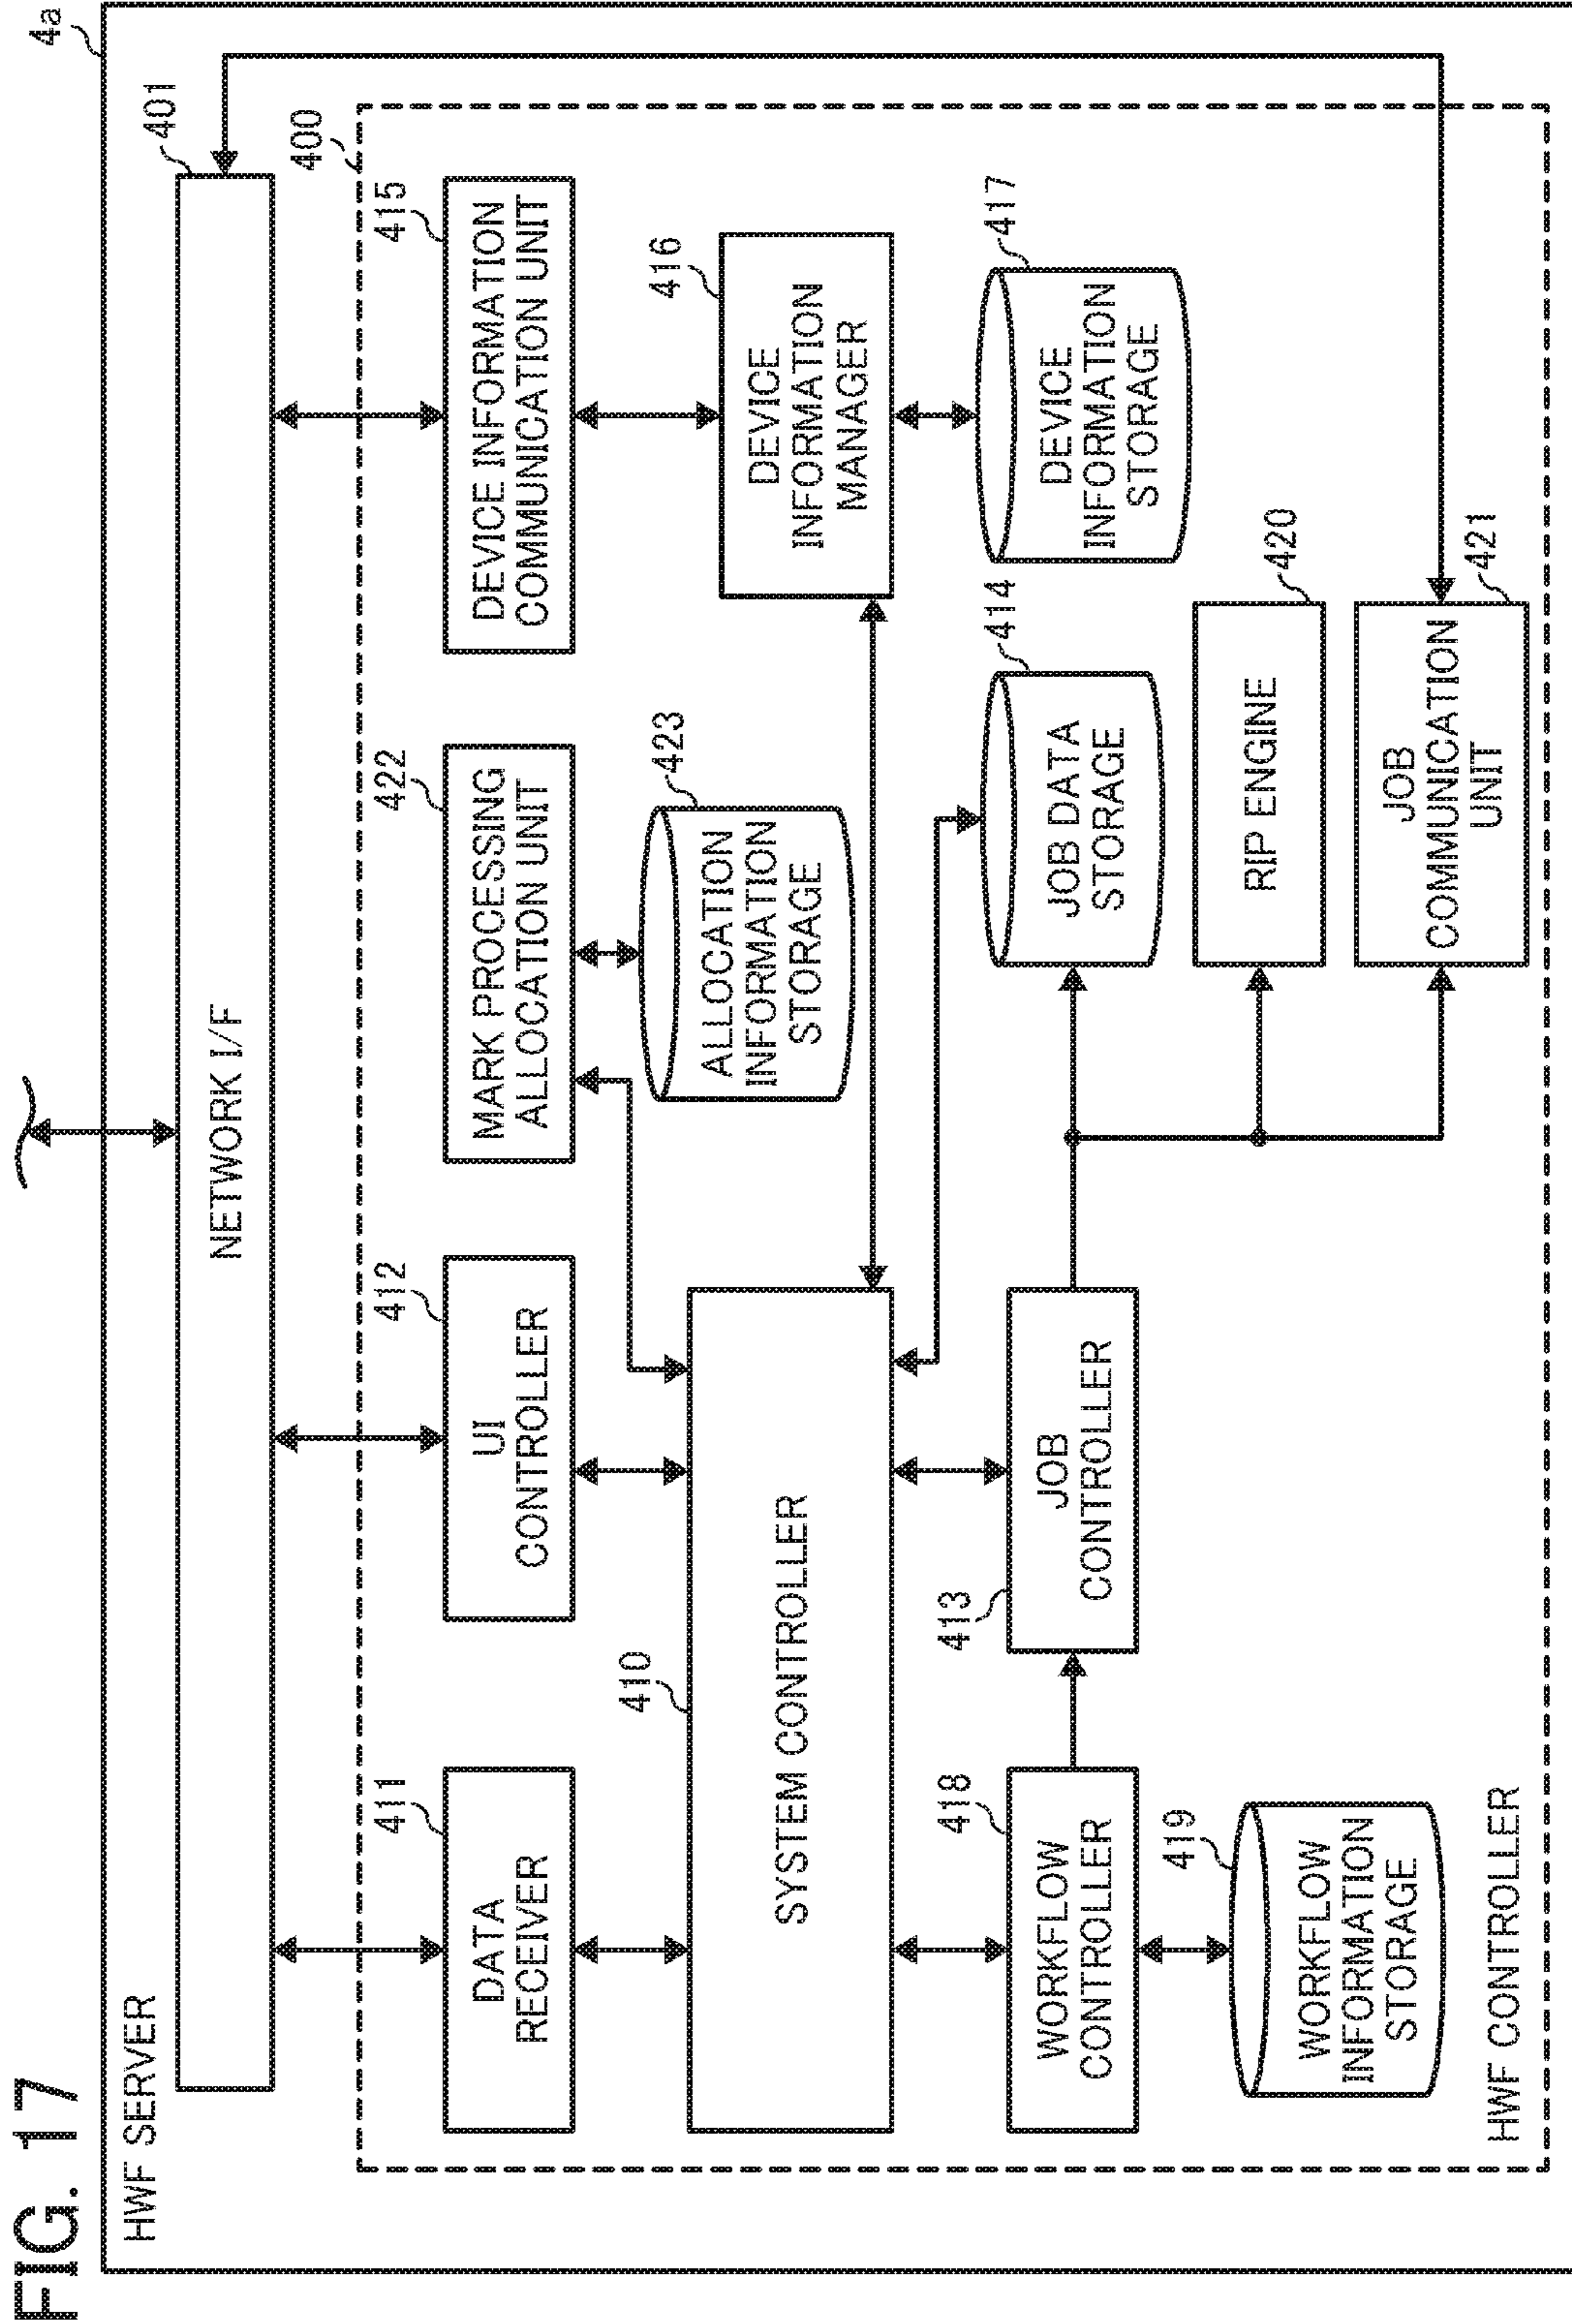 FIG. 17
4a
HWF SERVER
401
NETWORK I/F
400
411
DATA
RECEIVER
412
UI
CONTROLLER
422
MARK PROCESSING
ALLOCATION UNIT
415
DEVICE INFORMATION
COMMUNICATION UNIT
410
SYSTEM CONTROLLER
423
ALLOCATION
INFORMATION
STORAGE
416
DEVICE
INFORMATION
MANAGER
418
WORKFLOW
CONTROLLER
413
JOB
CONTROLLER
414
JOB DATA
STORAGE
417
DEVICE
INFORMATION
STORAGE
419
WORKFLOW
INFORMATION
STORAGE
420
RIP ENGINE
421
JOB
COMMUNICATION
UNIT
HWF CONTROLLER